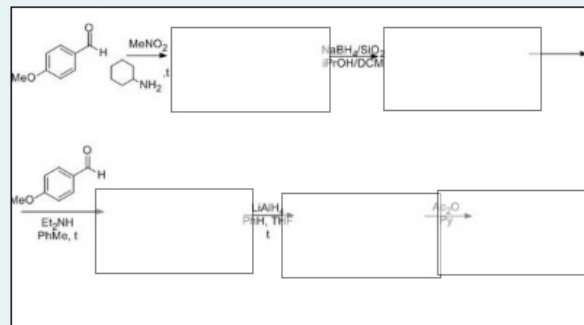 O
H
MeO
MeNO2
NH2
,t
NaBH4/SiO2
iPrOH/DCM
O
H
MeO
Et2NH
PhMe, t
LiAlH4
PhH, THF
t
Ac2O
Py